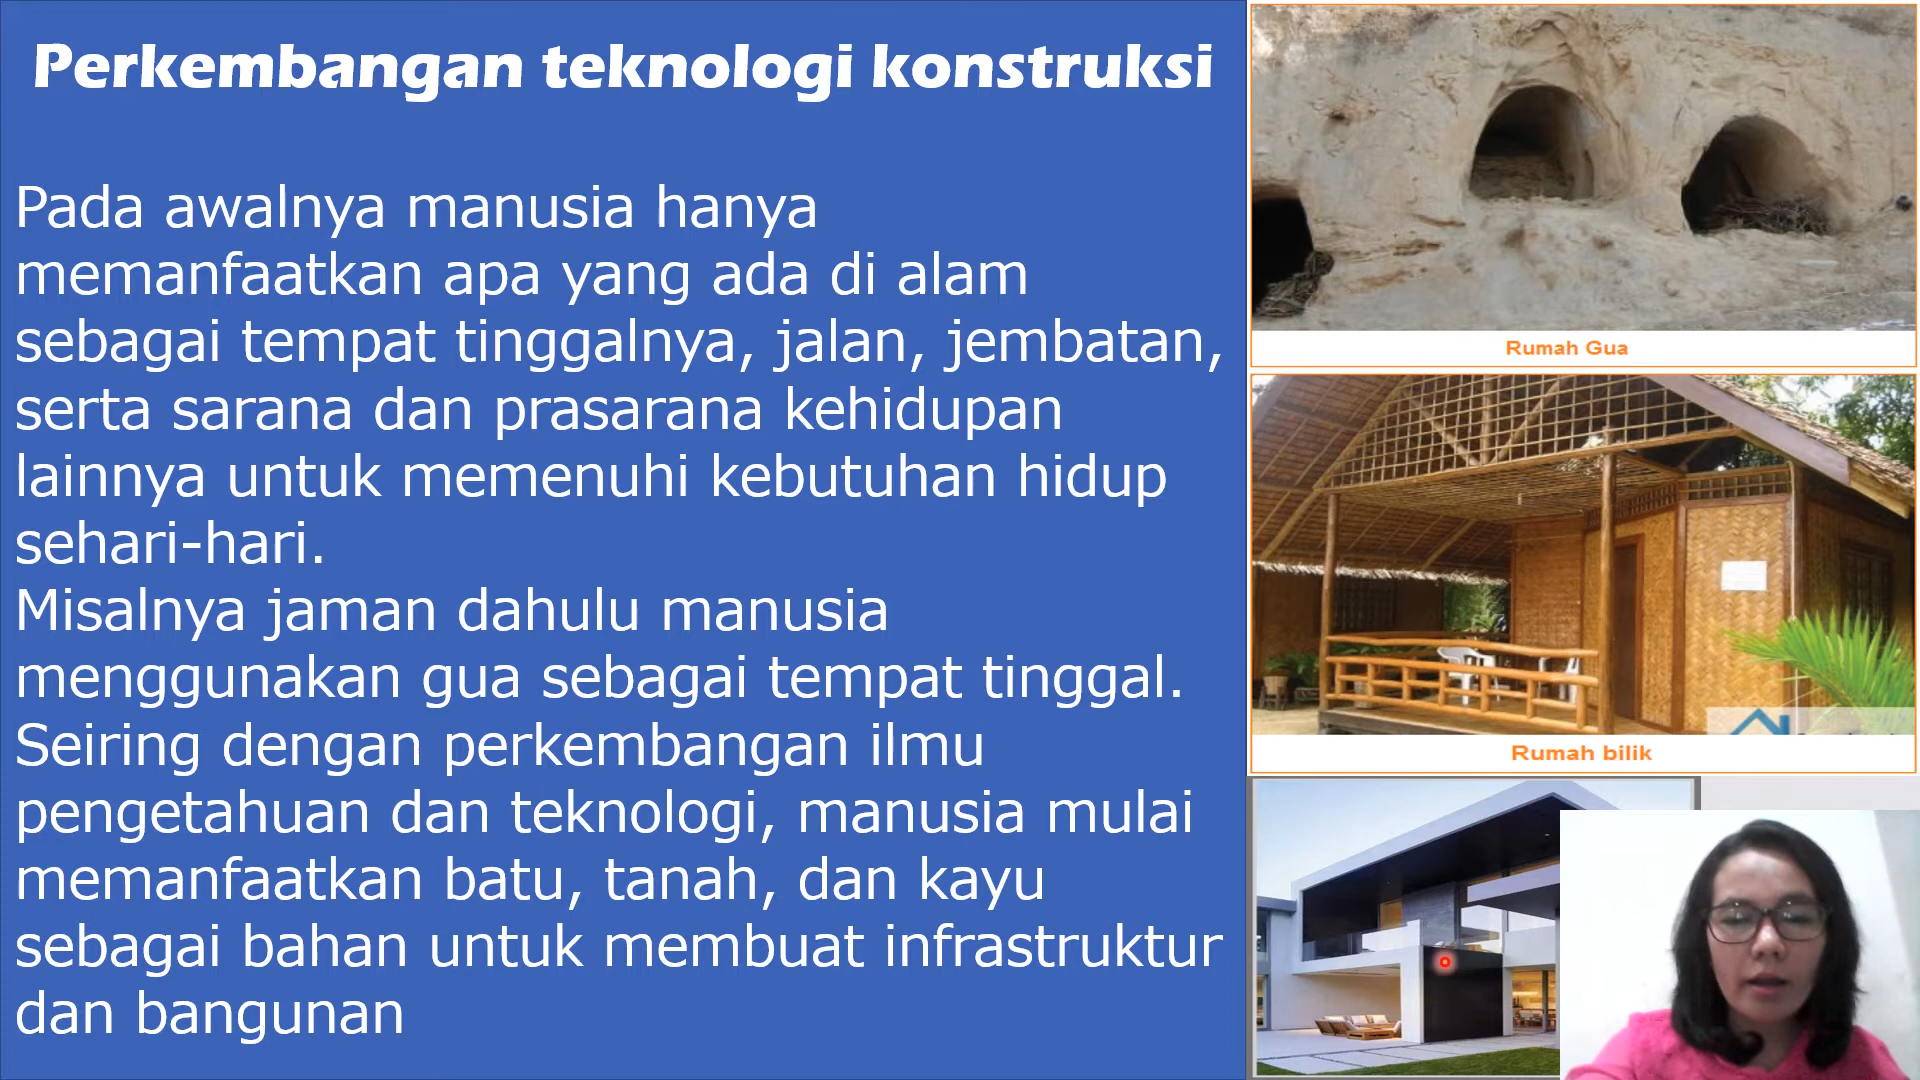 Perkembangan teknologi konstruksi
Pada awalnya manusia hanya
memanfaatkan apa yang ada di alam
sebagai tempat tinggalnya, jalan, jembatan,
serta sarana dan prasarana kehidupan
lainnya untuk memenuhi kebutuhan hidup
sehari-hari.
Misalnya jaman dahulu manusia
menggunakan gua sebagai tempat tinggal.
Seiring dengan perkembangan ilmu
pengetahuan dan teknologi, manusia mulai
memanfaatkan batu, tanah, dan kayu
sebagai bahan untuk membuat infrastruktur
dan bangunan
Rumah Gua
Rumah bilik